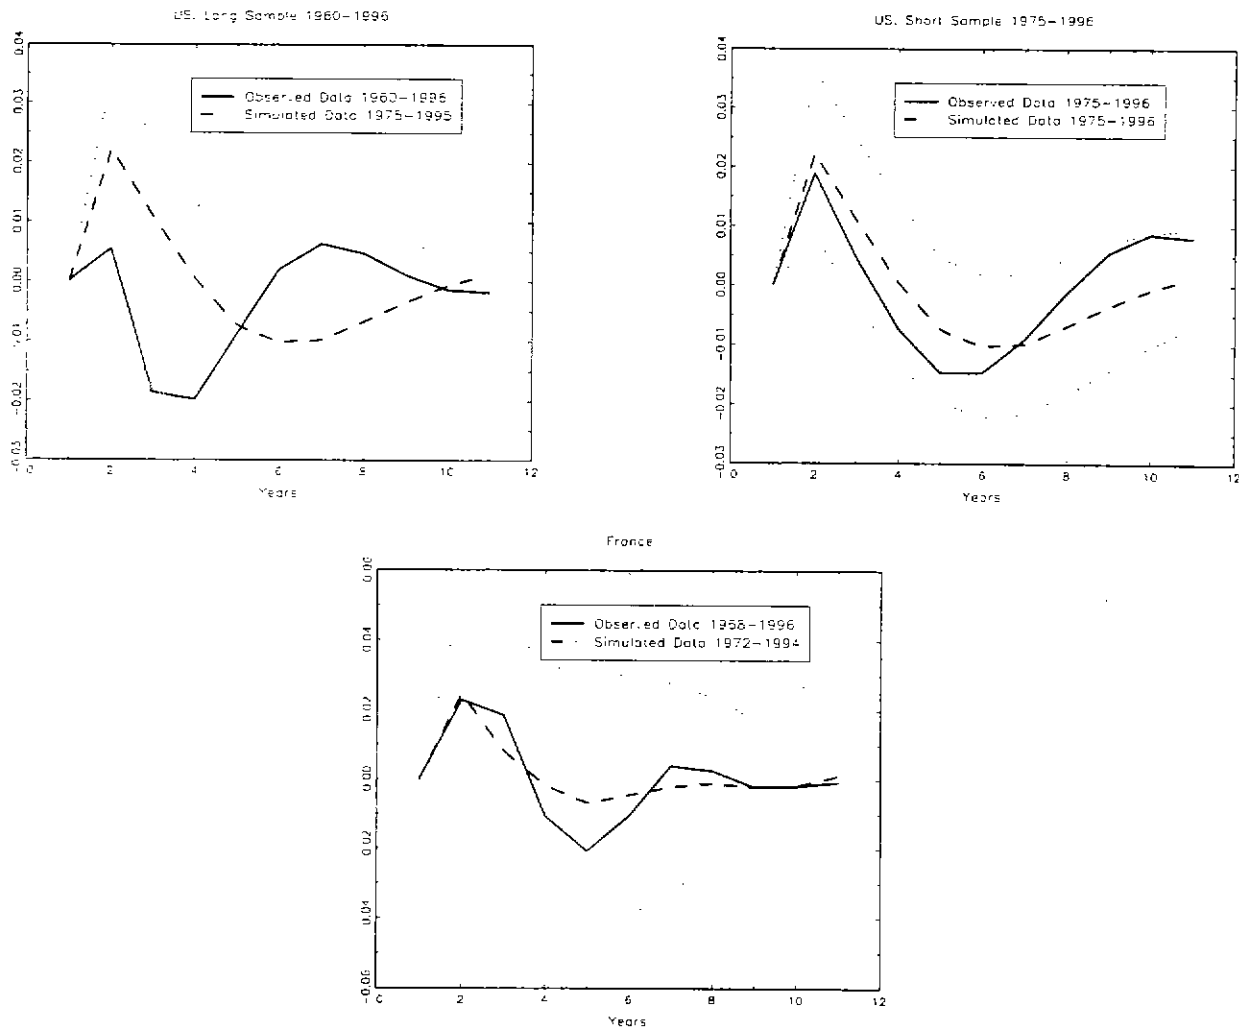 US. Long Sample 1960-1996
0.04
0.03
0.02
0.01
0.00
-0.01
-0.02
-0.03
Observed Data 1960-1996
Simulated Data 1975-1995
0 2 4 6 8 10 12
Years
US. Short Sample 1975-1996
0.04
0.03
0.02
0.01
0.00
-0.01
-0.02
-0.03
Observed Data 1975-1996
Simulated Data 1975-1996
0 2 4 6 8 10 12
Years
France
0.06
0.04
0.02
0.00
0.02
0.04
-0.06
Observed Data 1958-1996
Simulated Data 1972-1994
0 2 4 6 8 10 12
Years